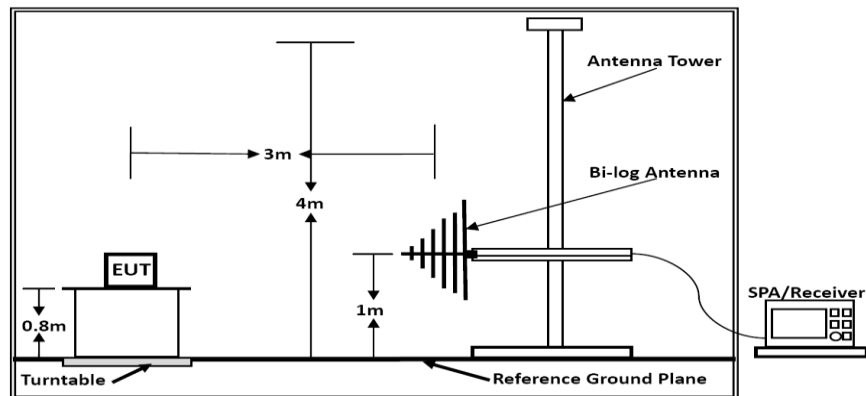 Antenna Tower
3m
Bi-log Antenna
4m
EUT
SPA/Receiver
0.8m
1m
Turntable
Reference Ground Plane